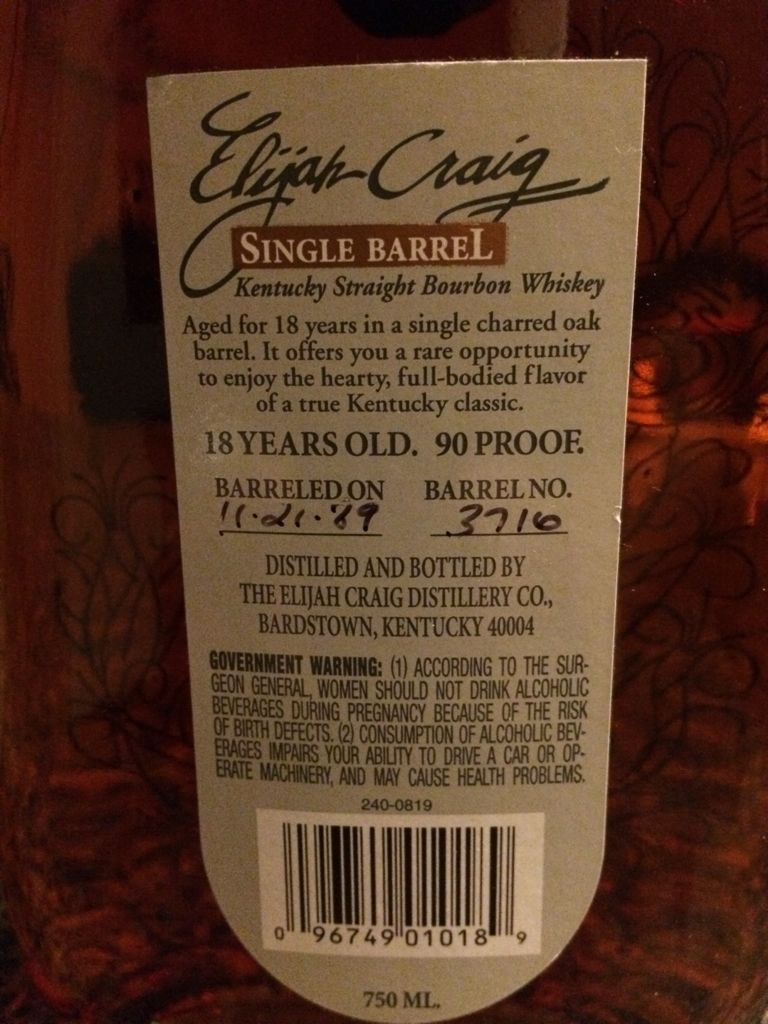 Elijah Craig
SINGLE BARREL
Kentucky Straight Bourbon Whiskey
Aged for 18 years in a single charred oak
barrel. It offers you a rare opportunity
to enjoy the hearty, full-bodied flavor
of a true Kentucky classic.
18 YEARS OLD. 90 PROOF.
BARRELED ON BARREL NO.
11·21·89 3716
DISTILLED AND BOTTLED BY
THE ELIJAH CRAIG DISTILLERY CO.,
BARDSTOWN, KENTUCKY 40004
GOVERNMENT WARNING: (1) ACCORDING TO THE SUR-
GEON GENERAL, WOMEN SHOULD NOT DRINK ALCOHOLIC
BEVERAGES DURING PREGNANCY BECAUSE OF THE RISK
OF BIRTH DEFECTS. (2) CONSUMPTION OF ALCOHOLIC BEV-
ERAGES IMPAIRS YOUR ABILITY TO DRIVE A CAR OR OP-
ERATE MACHINERY, AND MAY CAUSE HEALTH PROBLEMS.
240-0819
0 96749 01018 9
750 ML.